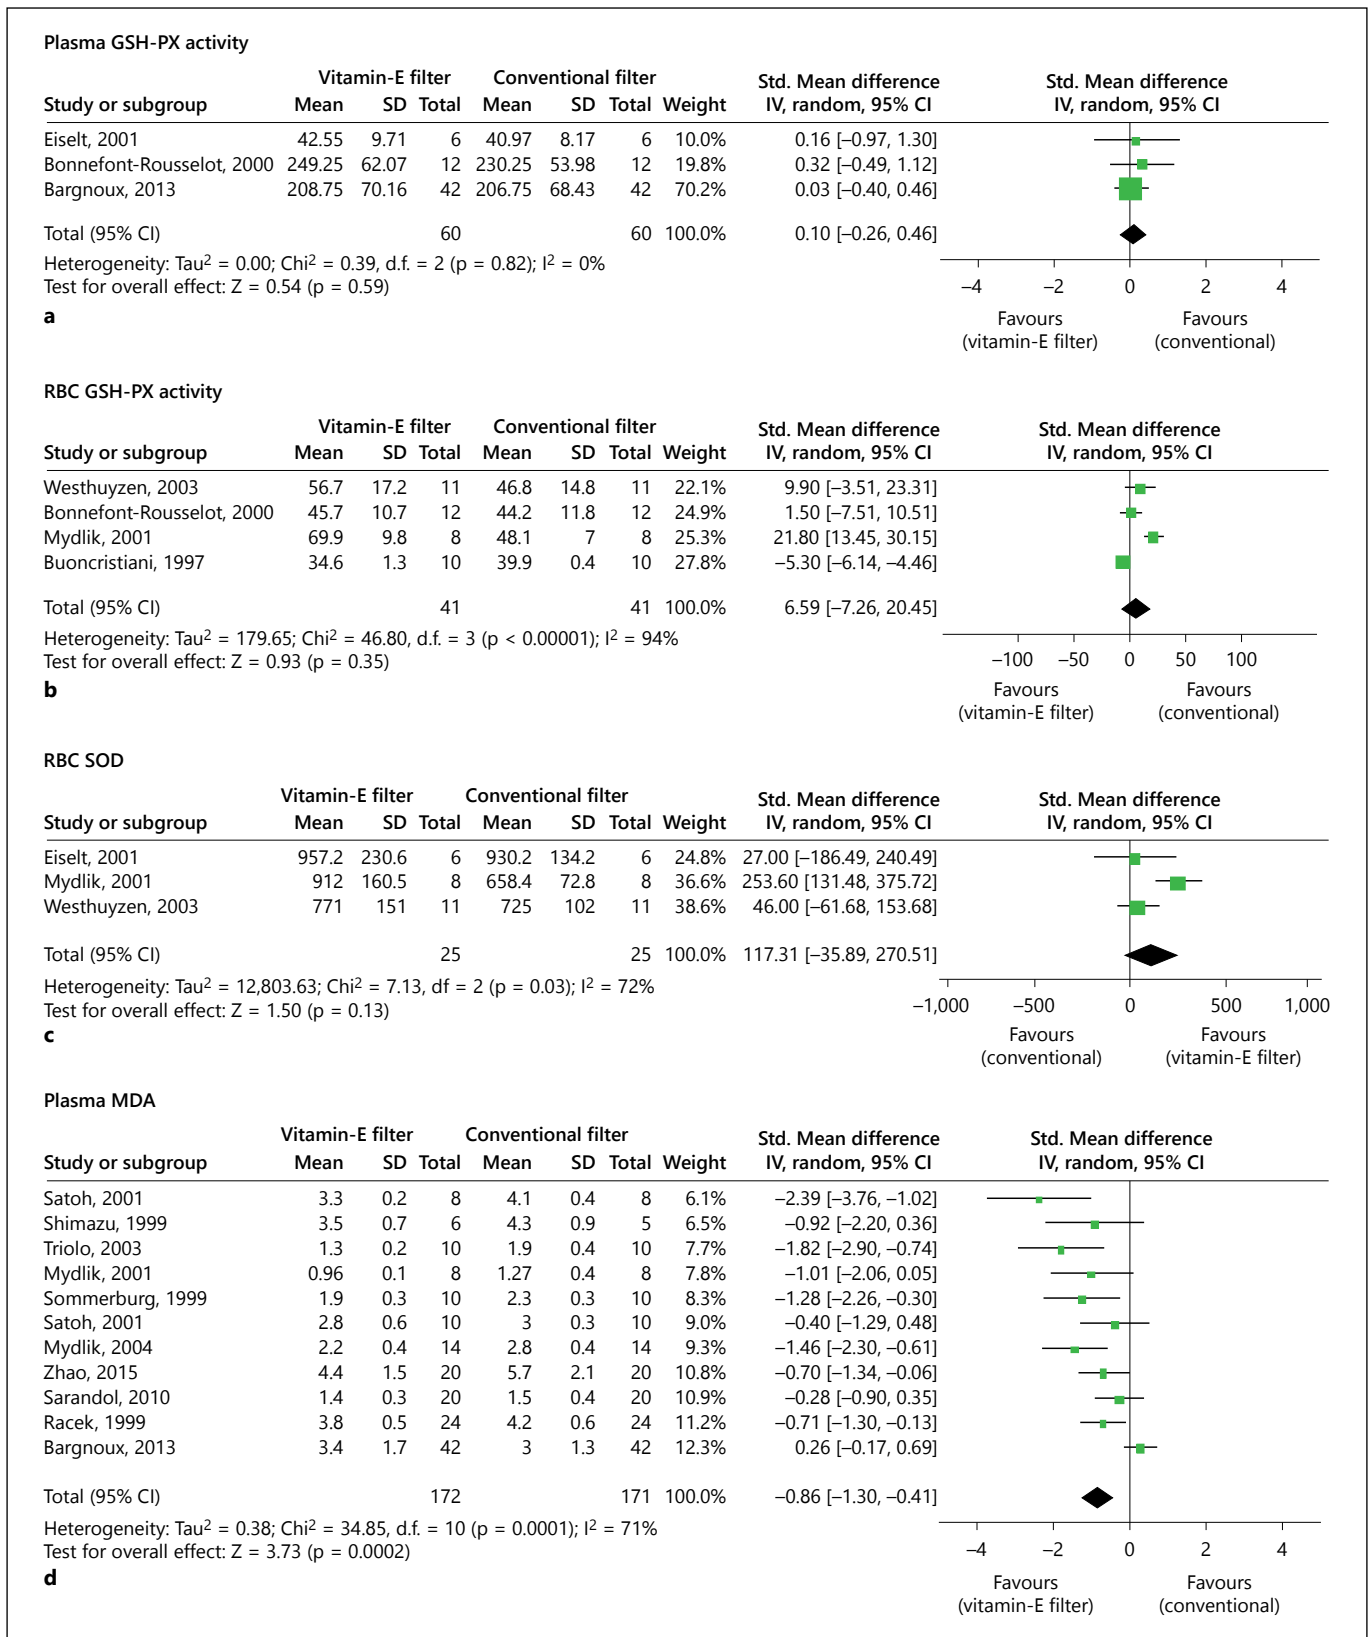 Plasma GSH-PX activity
Vitamin-E filter Conventional filter Std. Mean difference Std. Mean difference
Study or subgroup Mean SD Total Mean SD Total Weight IV, random, 95% CI IV, random, 95% CI
Eiselt, 2001 42.55 9.71 6 40.97 8.17 6 10.0% 0.16 [–0.97, 1.30]
Bonnefont-Rousselot, 2000 249.25 62.07 12 230.25 53.98 12 19.8% 0.32 [–0.49, 1.12]
Bargnoux, 2013 208.75 70.16 42 206.75 68.43 42 70.2% 0.03 [–0.40, 0.46]
Total (95% CI) 60 60 100.0% 0.10 [–0.26, 0.46]
Heterogeneity: Tau² = 0.00; Chi² = 0.39, d.f. = 2 (p = 0.82); I² = 0%
Test for overall effect: Z = 0.54 (p = 0.59)
–4 –2 0 2 4
a
Favours Favours
(vitamin-E filter) (conventional)
RBC GSH-PX activity
Vitamin-E filter Conventional filter Std. Mean difference Std. Mean difference
Study or subgroup Mean SD Total Mean SD Total Weight IV, random, 95% CI IV, random, 95% CI
Westhuyzen, 2003 56.7 17.2 11 46.8 14.8 11 22.1% 9.90 [–3.51, 23.31]
Bonnefont-Rousselot, 2000 45.7 10.7 12 44.2 11.8 12 24.9% 1.50 [–7.51, 10.51]
Mydlik, 2001 69.9 9.8 8 48.1 7 8 25.3% 21.80 [13.45, 30.15]
Buoncristiani, 1997 34.6 1.3 10 39.9 0.4 10 27.8% –5.30 [–6.14, –4.46]
Total (95% CI) 41 41 100.0% 6.59 [–7.26, 20.45]
Heterogeneity: Tau² = 179.65; Chi² = 46.80, d.f. = 3 (p < 0.00001); I² = 94%
Test for overall effect: Z = 0.93 (p = 0.35)
–100 –50 0 50 100
b
Favours Favours
(vitamin-E filter) (conventional)
RBC SOD
Vitamin-E filter Conventional filter Std. Mean difference Std. Mean difference
Study or subgroup Mean SD Total Mean SD Total Weight IV, random, 95% CI IV, random, 95% CI
Eiselt, 2001 957.2 230.6 6 930.2 134.2 6 24.8% 27.00 [–186.49, 240.49]
Mydlik, 2001 912 160.5 8 658.4 72.8 8 36.6% 253.60 [131.48, 375.72]
Westhuyzen, 2003 771 151 11 725 102 11 38.6% 46.00 [–61.68, 153.68]
Total (95% CI) 25 25 100.0% 117.31 [–35.89, 270.51]
Heterogeneity: Tau² = 12,803.63; Chi² = 7.13, df = 2 (p = 0.03); I² = 72%
Test for overall effect: Z = 1.50 (p = 0.13)
–1,000 –500 0 500 1,000
c
Favours Favours
(conventional) (vitamin-E filter)
Plasma MDA
Vitamin-E filter Conventional filter Std. Mean difference Std. Mean difference
Study or subgroup Mean SD Total Mean SD Total Weight IV, random, 95% CI IV, random, 95% CI
Satoh, 2001 3.3 0.2 8 4.1 0.4 8 6.1% –2.39 [–3.76, –1.02]
Shimazu, 1999 3.5 0.7 6 4.3 0.9 5 6.5% –0.92 [–2.20, 0.36]
Triolo, 2003 1.3 0.2 10 1.9 0.4 10 7.7% –1.82 [–2.90, –0.74]
Mydlik, 2001 0.96 0.1 8 1.27 0.4 8 7.8% –1.01 [–2.06, 0.05]
Sommerburg, 1999 1.9 0.3 10 2.3 0.3 10 8.3% –1.28 [–2.26, –0.30]
Satoh, 2001 2.8 0.6 10 3 0.3 10 9.0% –0.40 [–1.29, 0.48]
Mydlik, 2004 2.2 0.4 14 2.8 0.4 14 9.3% –1.46 [–2.30, –0.61]
Zhao, 2015 4.4 1.5 20 5.7 2.1 20 10.8% –0.70 [–1.34, –0.06]
Sarandol, 2010 1.4 0.3 20 1.5 0.4 20 10.9% –0.28 [–0.90, 0.35]
Racek, 1999 3.8 0.5 24 4.2 0.6 24 11.2% –0.71 [–1.30, –0.13]
Bargnoux, 2013 3.4 1.7 42 3 1.3 42 12.3% 0.26 [–0.17, 0.69]
Total (95% CI) 172 171 100.0% –0.86 [–1.30, –0.41]
Heterogeneity: Tau² = 0.38; Chi² = 34.85, d.f. = 10 (p = 0.0001); I² = 71%
Test for overall effect: Z = 3.73 (p = 0.0002)
–4 –2 0 2 4
d
Favours Favours
(vitamin-E filter) (conventional)